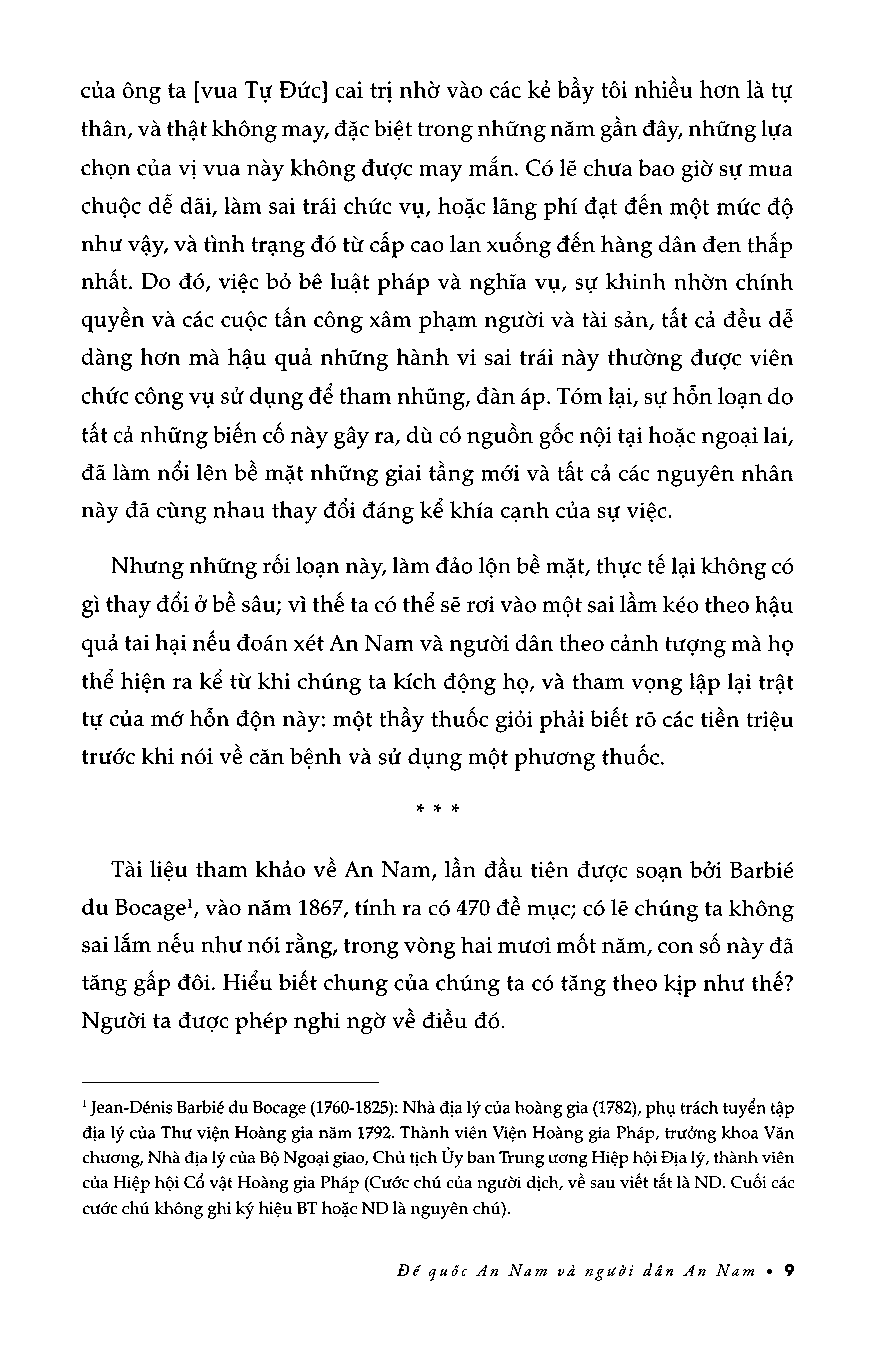 của ông ta [vua Tự Đức] cai trị nhờ vào các kẻ bầy tôi nhiều hơn là tự
thân, và thật không may, đặc biệt trong những năm gần đây, những lựa
chọn của vị vua này không được may mắn. Có lẽ chưa bao giờ sự mua
chuộc dễ dãi, làm sai trái chức vụ, hoặc lãng phí đạt đến một mức độ
như vậy, và tình trạng đó từ cấp cao lan xuống đến hàng dân đen thấp
nhất. Do đó, việc bỏ bê luật pháp và nghĩa vụ, sự khinh nhờn chính
quyền và các cuộc tấn công xâm phạm người và tài sản, tất cả đều dễ
dàng hơn mà hậu quả những hành vi sai trái này thường được viên
chức công vụ sử dụng để tham nhũng, đàn áp. Tóm lại, sự hỗn loạn do
tất cả những biến cố này gây ra, dù có nguồn gốc nội tại hoặc ngoại lai,
đã làm nổi lên bề mặt những giai tầng mới và tất cả các nguyên nhân
này đã cùng nhau thay đổi đáng kể khía cạnh của sự việc.
Nhưng những rối loạn này, làm đảo lộn bề mặt, thực tế lại không có
gì thay đổi ở bề sâu; vì thế ta có thể sẽ rơi vào một sai lầm kéo theo hậu
quả tai hại nếu đoán xét An Nam và người dân theo cảnh tượng mà họ
thể hiện ra kể từ khi chúng ta kích động họ, và tham vọng lập lại trật
tự của mớ hỗn độn này: một thầy thuốc giỏi phải biết rõ các tiền triệu
trước khi nói về căn bệnh và sử dụng một phương thuốc.
* * *
Tài liệu tham khảo về An Nam, lần đầu tiên được soạn bởi Barbié
du Bocage¹, vào năm 1867, tính ra có 470 đề mục; có lẽ chúng ta không
sai lắm nếu như nói rằng, trong vòng hai mươi mốt năm, con số này đã
tăng gấp đôi. Hiểu biết chung của chúng ta có tăng theo kịp như thế?
Người ta được phép nghi ngờ về điều đó.
¹ Jean-Dénis Barbié du Bocage (1760-1825): Nhà địa lý của hoàng gia (1782), phụ trách tuyển tập
địa lý của Thư viện Hoàng gia năm 1792. Thành viên Viện Hoàng gia Pháp, trưởng khoa Văn
chương, Nhà địa lý của Bộ Ngoại giao, Chủ tịch Ủy ban Trung ương Hiệp hội Địa lý, thành viên
của Hiệp hội Cổ vật Hoàng gia Pháp (Cước chú của người dịch, về sau viết tắt là ND. Cuối các
cước chú không ghi ký hiệu BT hoặc ND là nguyên chú).
Đế quốc An Nam và người dân An Nam • 9